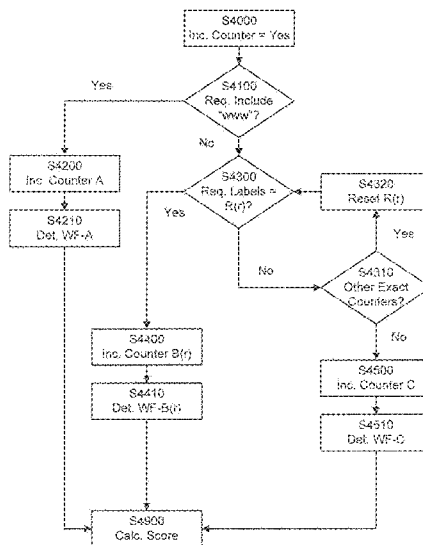 S4000
Inc. Counter = Yes
S4100
Req. Include
"www"?
Yes
No
S4200
Inc. Counter A
S4300
Req. Labels =
R(r)?
S4320
Reset R(r)
S4210
Det. WF-A
Yes
Yes
No
S4310
Other Exact
Counters?
No
S4400
Inc. Counter B(r)
S4500
Inc. Counter C
S4410
Det. WF-B(r)
S4510
Det. WF-C
S4900
Calc. Score